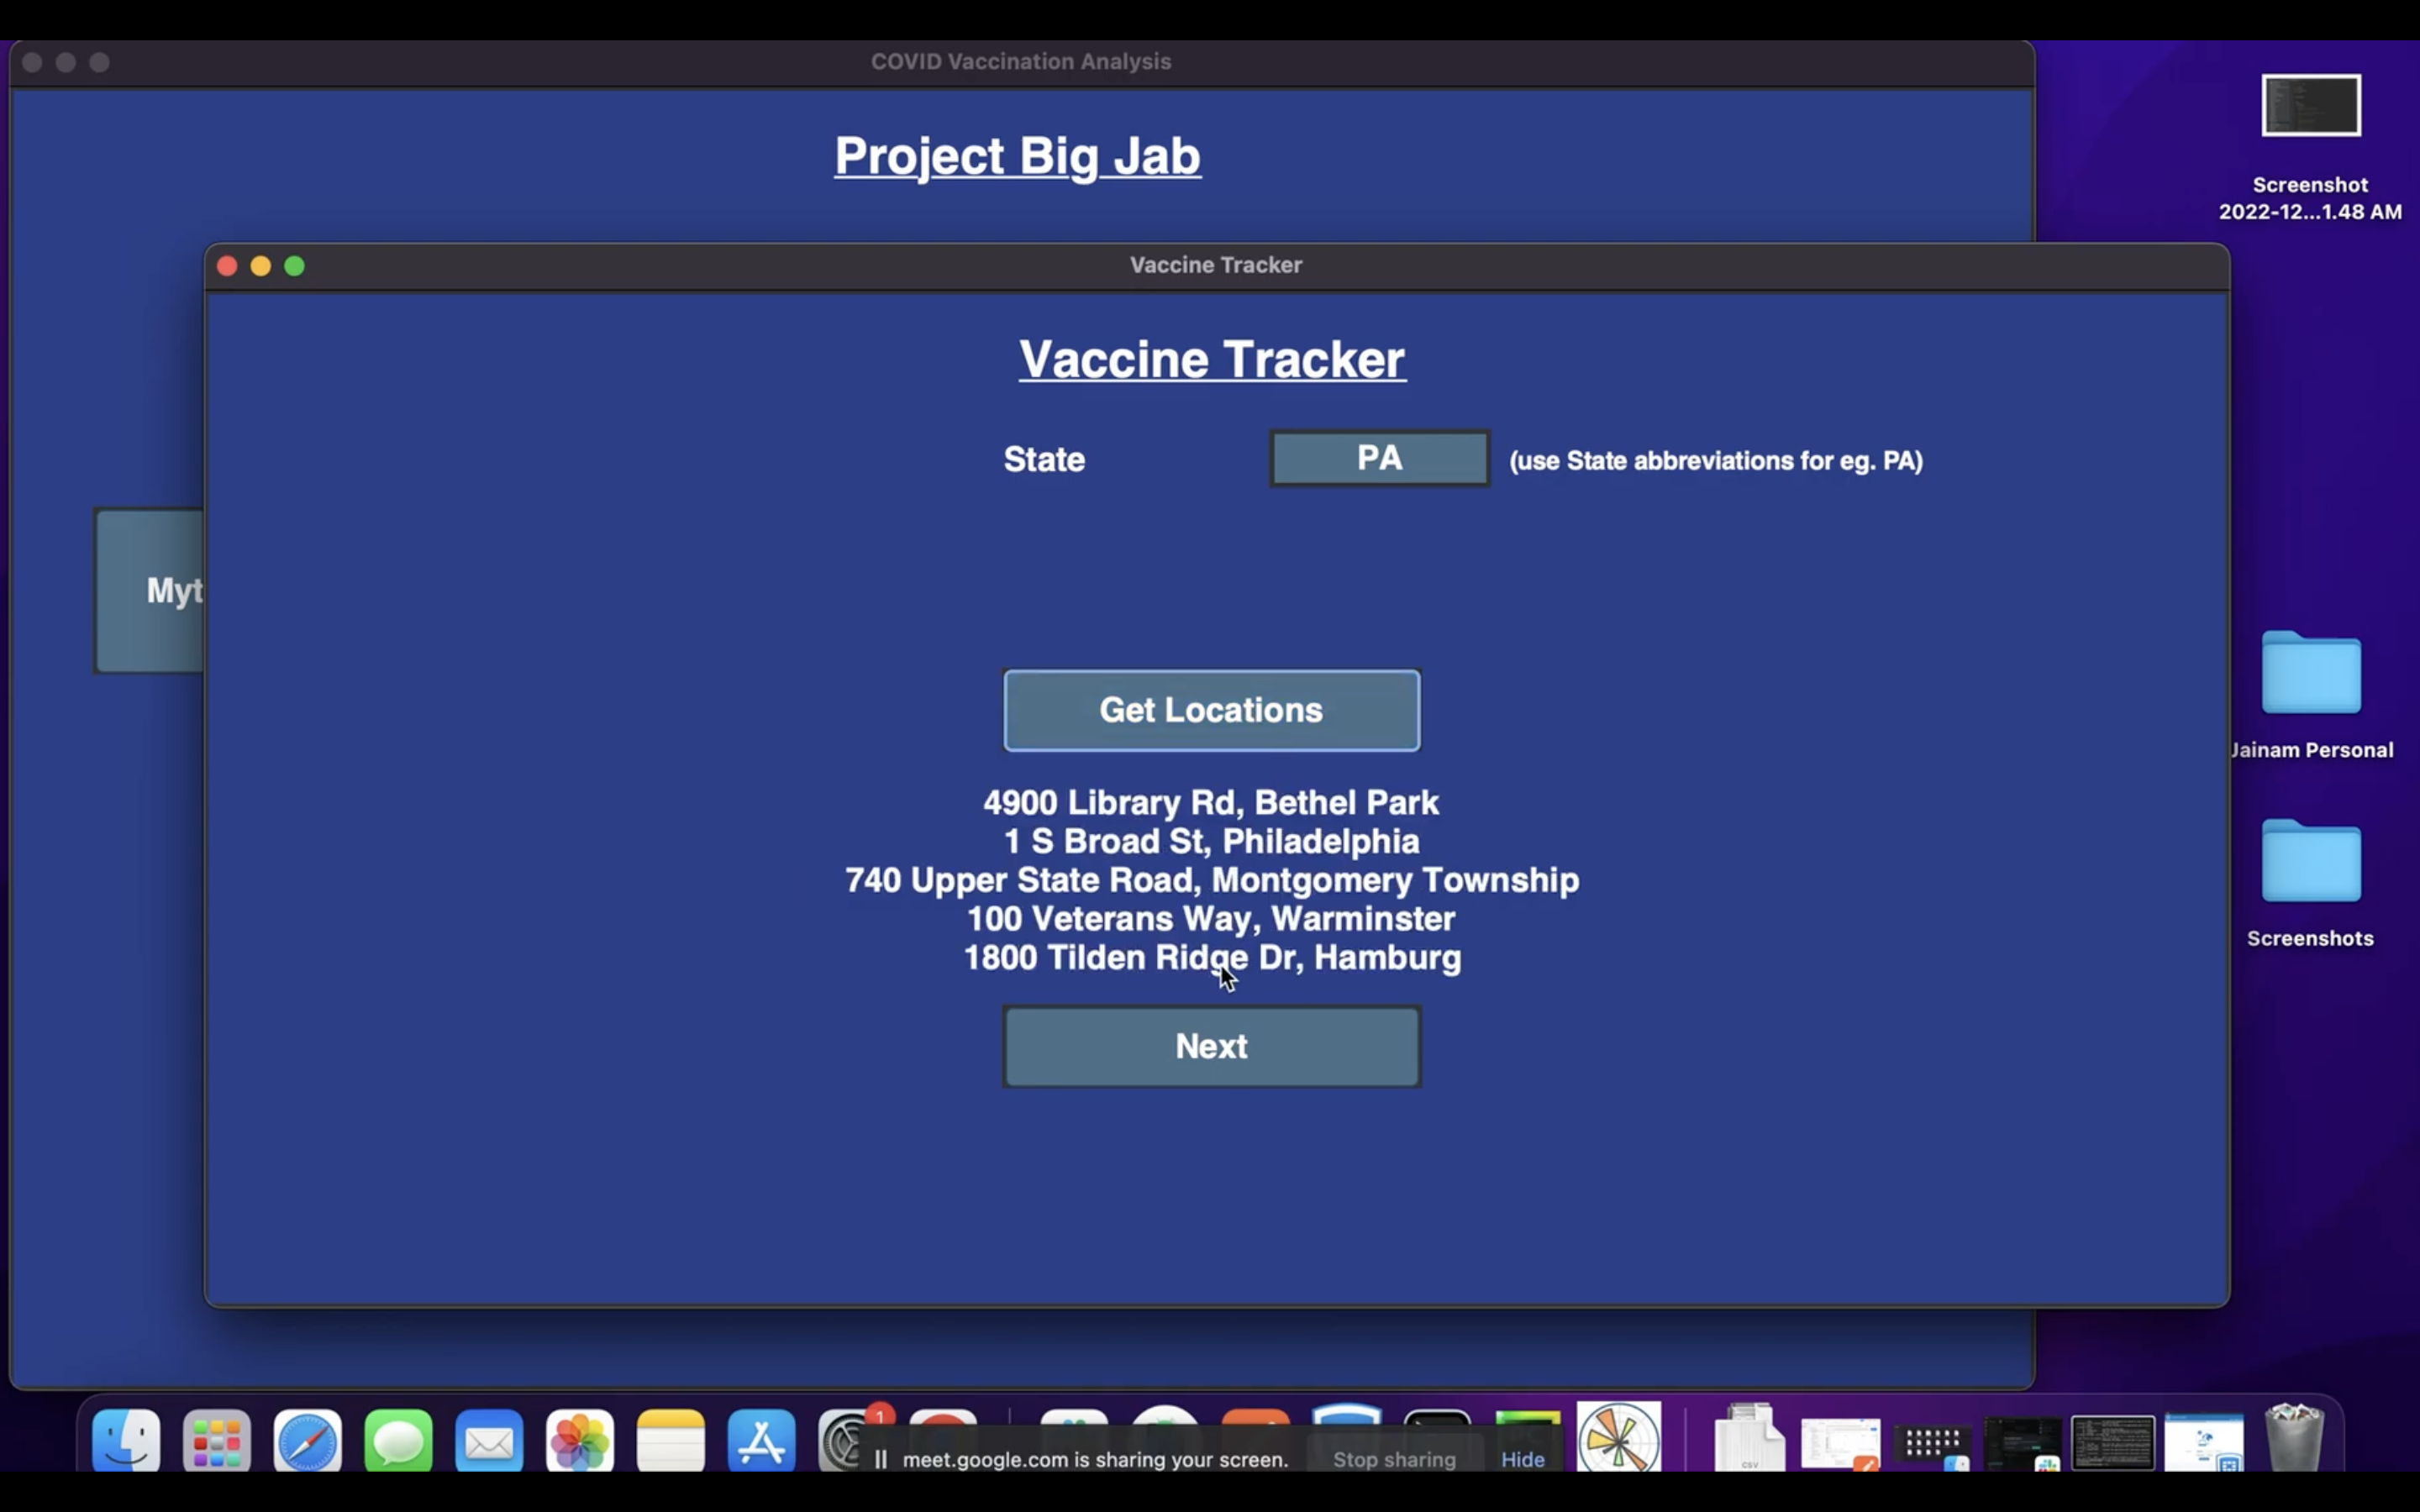 COVID Vaccination Analysis
Project Big Jab
Screenshot
2022-12...1.48 AM
Vaccine Tracker
Vaccine Tracker
State PA (use State abbreviations for eg. PA)
Myt
Get Locations
Jainam Personal
4900 Library Rd, Bethel Park
1 S Broad St, Philadelphia
740 Upper State Road, Montgomery Township
100 Veterans Way, Warminster
1800 Tilden Ridge Dr, Hamburg
Screenshots
Next
1
meet.google.com is sharing your screen. Stop sharing Hide
CSV